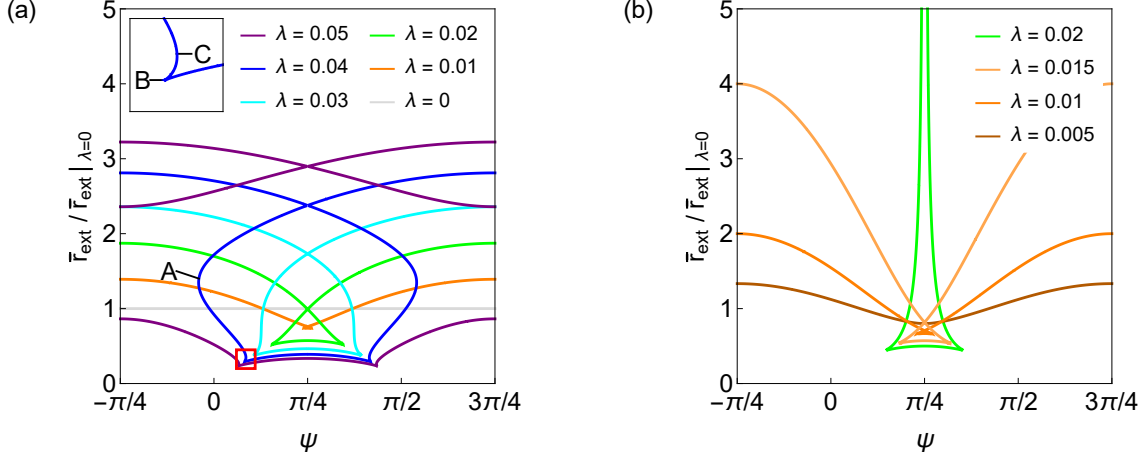 (a)
5
4
3
2
1
0
r̄ext / r̄ext | λ=0
B
C
λ = 0.05
λ = 0.02
λ = 0.04
λ = 0.01
λ = 0.03
λ = 0
A
−π/4
0
π/4
π/2
3π/4
ψ
(b)
5
4
3
2
1
0
r̄ext / r̄ext | λ=0
λ = 0.02
λ = 0.015
λ = 0.01
λ = 0.005
−π/4
0
π/4
π/2
3π/4
ψ